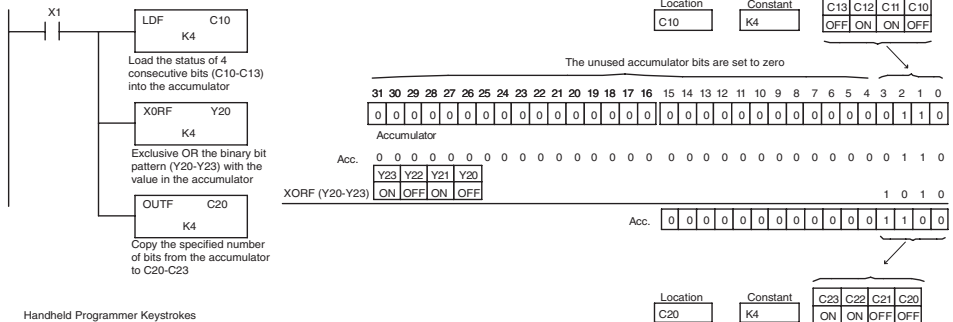 X1
LDF C10
K4
Load the status of 4
consecutive bits (C10-C13)
into the accumulator
X0RF Y20
K4
Exclusive OR the binary bit
pattern (Y20-Y23) with the
value in the accumulator
OUTF C20
K4
Copy the specified number
of bits from the accumulator
to C20-C23
Handheld Programmer Keystrokes
Location Constant
C10 K4
C13 C12 C11 C10
OFF ON ON OFF
The unused accumulator bits are set to zero
31 30 29 28 27 26 25 24 23 22 21 20 19 18 17 16 15 14 13 12 11 10 9 8 7 6 5 4 3 2 1 0
0 0 0 0 0 0 0 0 0 0 0 0 0 0 0 0 0 0 0 0 0 0 0 0 0 0 0 0 0 1 1 0
Accumulator
Acc. 0 0 0 0 0 0 0 0 0 0 0 0 0 0 0 0 0 0 0 0 0 0 0 0 0 0 0 0 0 1 1 0
Y23 Y22 Y21 Y20
XORF (Y20-Y23) ON OFF ON OFF 1 0 1 0
Acc. 0 0 0 0 0 0 0 0 0 0 0 0 1 1 0 0
Location Constant
C20 K4
C23 C22 C21 C20
ON ON OFF OFF